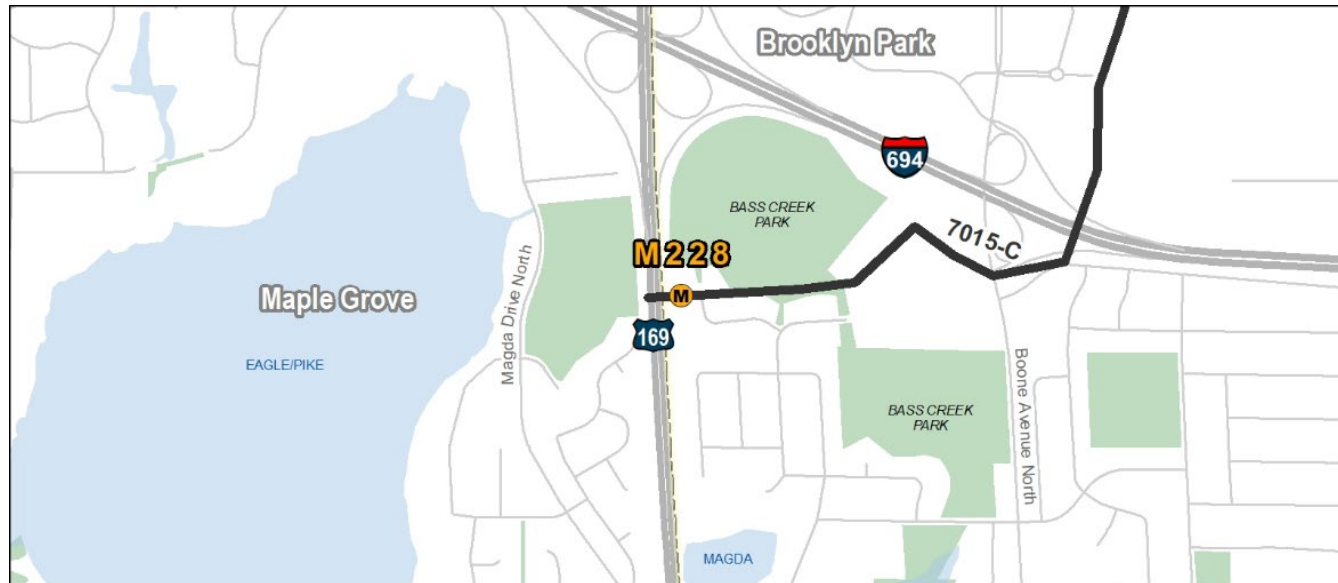 Brooklyn Park
694
BASS CREEK
PARK
7015-C
M228
Magda Drive North
Maple Grove
M
169
EAGLE/PIKE
BASS CREEK
PARK
Boone Avenue North
MAGDA